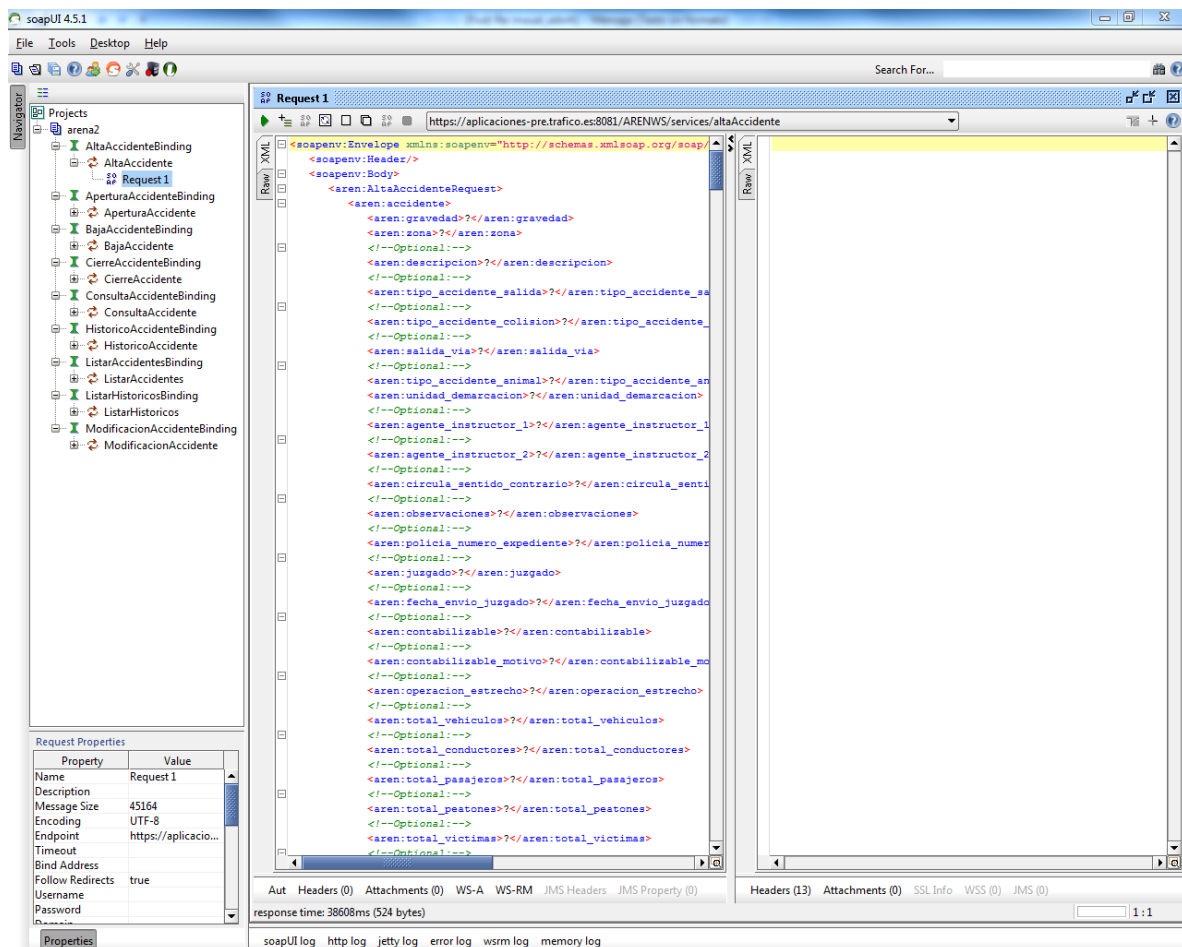 soapUI 4.5.1
File Tools Desktop Help
Search For...
Navigator
Projects
arena2
AltaAccidenteBinding
AltaAccidente
Request 1
AperturaAccidenteBinding
AperturaAccidente
BajaAccidenteBinding
BajaAccidente
CierreAccidenteBinding
CierreAccidente
ConsultaAccidenteBinding
ConsultaAccidente
HistoricoAccidenteBinding
HistoricoAccidente
ListarAccidentesBinding
ListarAccidentes
ListarHistoricosBinding
ListarHistoricos
ModificacionAccidenteBinding
ModificacionAccidente
Request Properties
Property Value
Name Request 1
Description
Message Size 45164
Encoding UTF-8
Endpoint https://aplicacio...
Timeout
Bind Address
Follow Redirects true
Username
Password
Properties
Request 1
https://aplicaciones-pre.trafico.es:8081/ARENWS/services/altaAccidente
XML
Raw
<soapenv:Envelope xmlns:soapenv="http://schemas.xmlsoap.org/soap/
<soapenv:Header/>
<soapenv:Body>
<aren:AltaAccidenteRequest>
<aren:accidente>
<aren:gravedad>?</aren:gravedad>
<aren:zona>?</aren:zona>
<!--Optional:-->
<aren:descripcion>?</aren:descripcion>
<!--Optional:-->
<aren:tipo_accidente_salida>?</aren:tipo_accidente_sa
<!--Optional:-->
<aren:tipo_accidente_colision>?</aren:tipo_accidente_
<!--Optional:-->
<aren:salida_via>?</aren:salida_via>
<!--Optional:-->
<aren:tipo_accidente_animal>?</aren:tipo_accidente_an
<aren:unidad_demarcacion>?</aren:unidad_demarcacion>
<!--Optional:-->
<aren:agente_instructor_1>?</aren:agente_instructor_1
<!--Optional:-->
<aren:agente_instructor_2>?</aren:agente_instructor_2
<!--Optional:-->
<aren:circula_sentido_contrario>?</aren:circula_senti
<!--Optional:-->
<aren:observaciones>?</aren:observaciones>
<!--Optional:-->
<aren:policia_numero_expediente>?</aren:policia_numer
<!--Optional:-->
<aren:juzgado>?</aren:juzgado>
<!--Optional:-->
<aren:fecha_envio_juzgado>?</aren:fecha_envio_juzgado
<!--Optional:-->
<aren:contabilizable>?</aren:contabilizable>
<!--Optional:-->
<aren:contabilizable_motivo>?</aren:contabilizable_mo
<!--Optional:-->
<aren:operacion_estrecho>?</aren:operacion_estrecho>
<!--Optional:-->
<aren:total_vehiculos>?</aren:total_vehiculos>
<!--Optional:-->
<aren:total_conductores>?</aren:total_conductores>
<!--Optional:-->
<aren:total_pasajeros>?</aren:total_pasajeros>
<!--Optional:-->
<aren:total_peatones>?</aren:total_peatones>
<!--Optional:-->
<aren:total_victimas>?</aren:total_victimas>
<!--Optional:-->
XML
Raw
Aut Headers (0) Attachments (0) WS-A WS-RM JMS Headers JMS Property (0)
Headers (13) Attachments (0) SSL Info WSS (0) JMS (0)
response time: 38608ms (524 bytes)
1 : 1
soapUI log http log jetty log error log wsrm log memory log